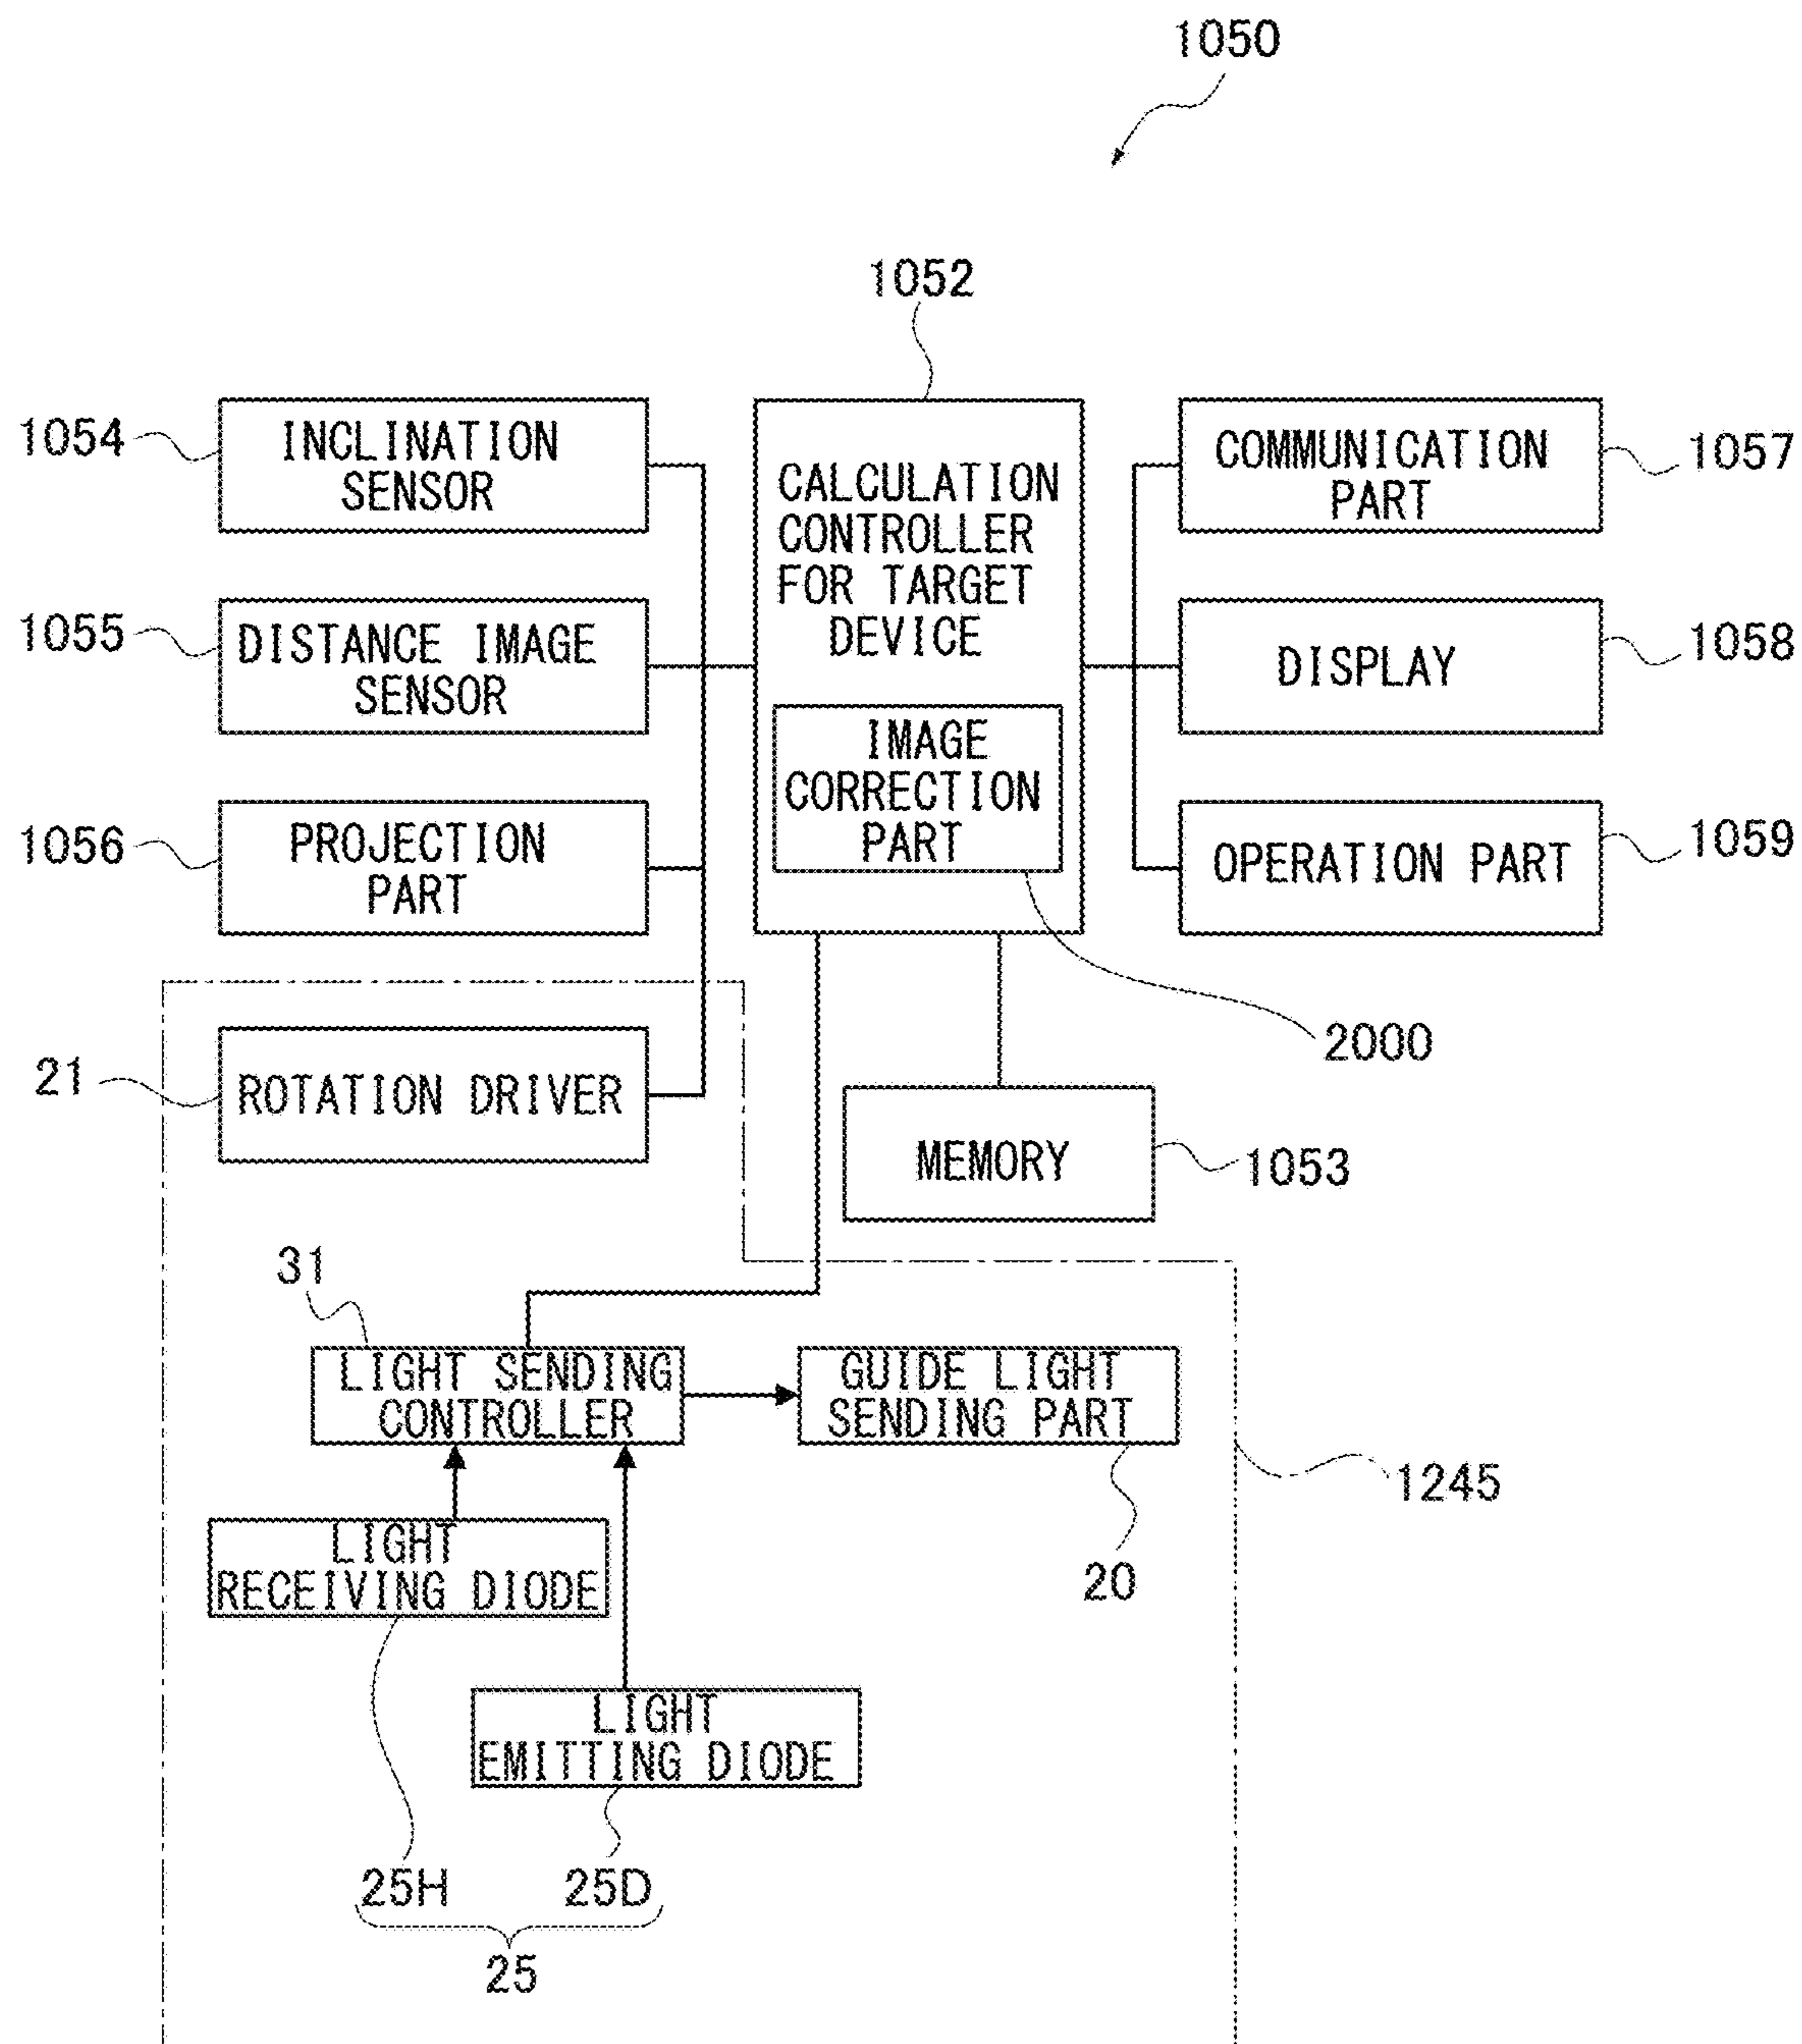 1050
1052
1054
INCLINATION
SENSOR
CALCULATION
CONTROLLER
FOR TARGET
DEVICE
COMMUNICATION
PART
1057
1055
DISTANCE IMAGE
SENSOR
DISPLAY
1058
IMAGE
CORRECTION
PART
1056
PROJECTION
PART
OPERATION PART
1059
2000
21
ROTATION DRIVER
MEMORY
1053
31
LIGHT SENDING
CONTROLLER
GUIDE LIGHT
SENDING PART
1245
20
LIGHT
RECEIVING DIODE
LIGHT
EMITTING DIODE
25H
25D
25